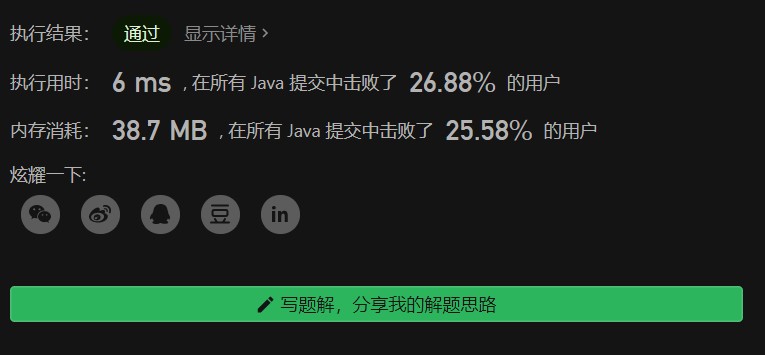 执行结果： 通过 显示详情 >
执行用时： 6 ms , 在所有 Java 提交中击败了 26.88% 的用户
内存消耗： 38.7 MB , 在所有 Java 提交中击败了 25.58% 的用户
炫耀一下:
豆 in
写题解，分享我的解题思路